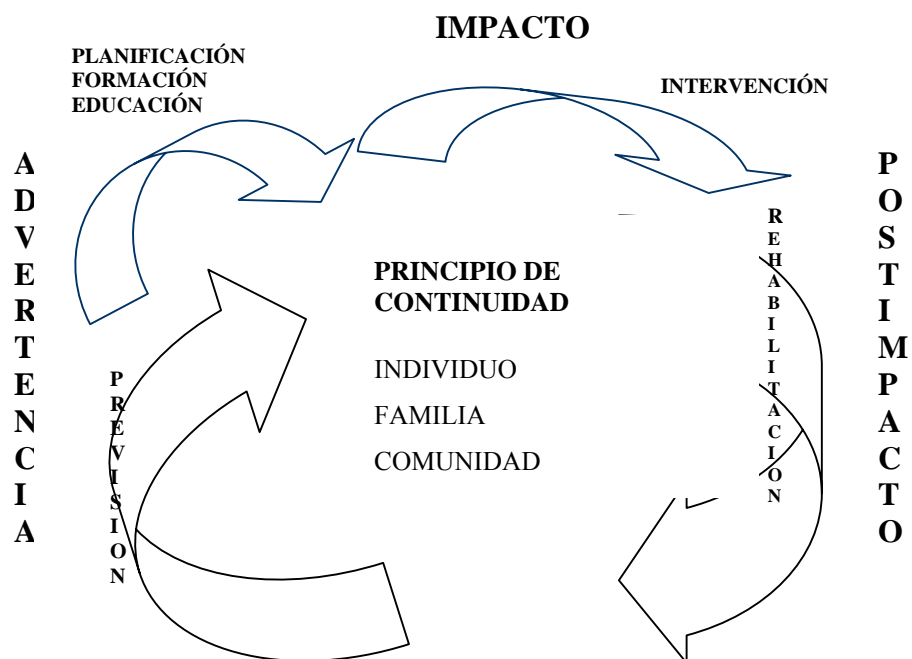 IMPACTO
PLANIFICACIÓN
FORMACIÓN
EDUCACIÓN
INTERVENCIÓN
ADVERTENCIA
PREVISION
PRINCIPIO DE
CONTINUIDAD
INDIVIDUO
FAMILIA
COMUNIDAD
REHABILITACION
POSTIMPACTO